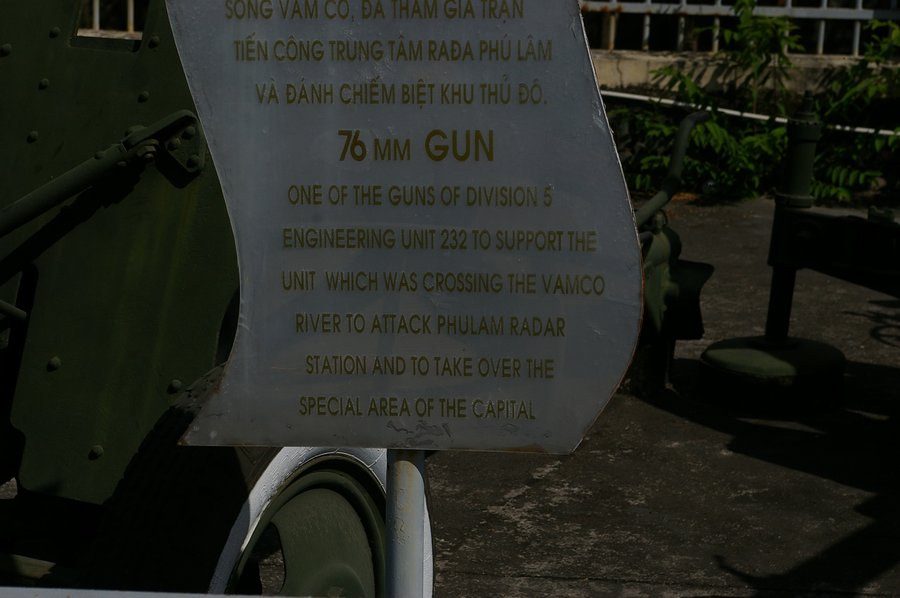 SÔNG VÀM CỎ, ĐÃ THAM GIA TRẬN
TIẾN CÔNG TRUNG TÂM RAĐA PHÚ LÂM
VÀ ĐÁNH CHIẾM BIỆT KHU THỦ ĐÔ.
76 MM GUN
ONE OF THE GUNS OF DIVISION 5
ENGINEERING UNIT 232 TO SUPPORT THE
UNIT WHICH WAS CROSSING THE VAMCO
RIVER TO ATTACK PHULAM RADAR
STATION AND TO TAKE OVER THE
SPECIAL AREA OF THE CAPITAL